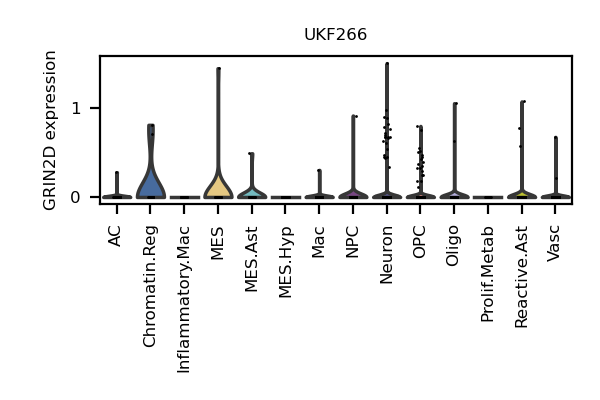 UKF266
GRIN2D expression
1
0
AC
Chromatin.Reg
Inflammatory.Mac
MES
MES.Ast
MES.Hyp
Mac
NPC
Neuron
OPC
Oligo
Prolif.Metab
Reactive.Ast
Vasc